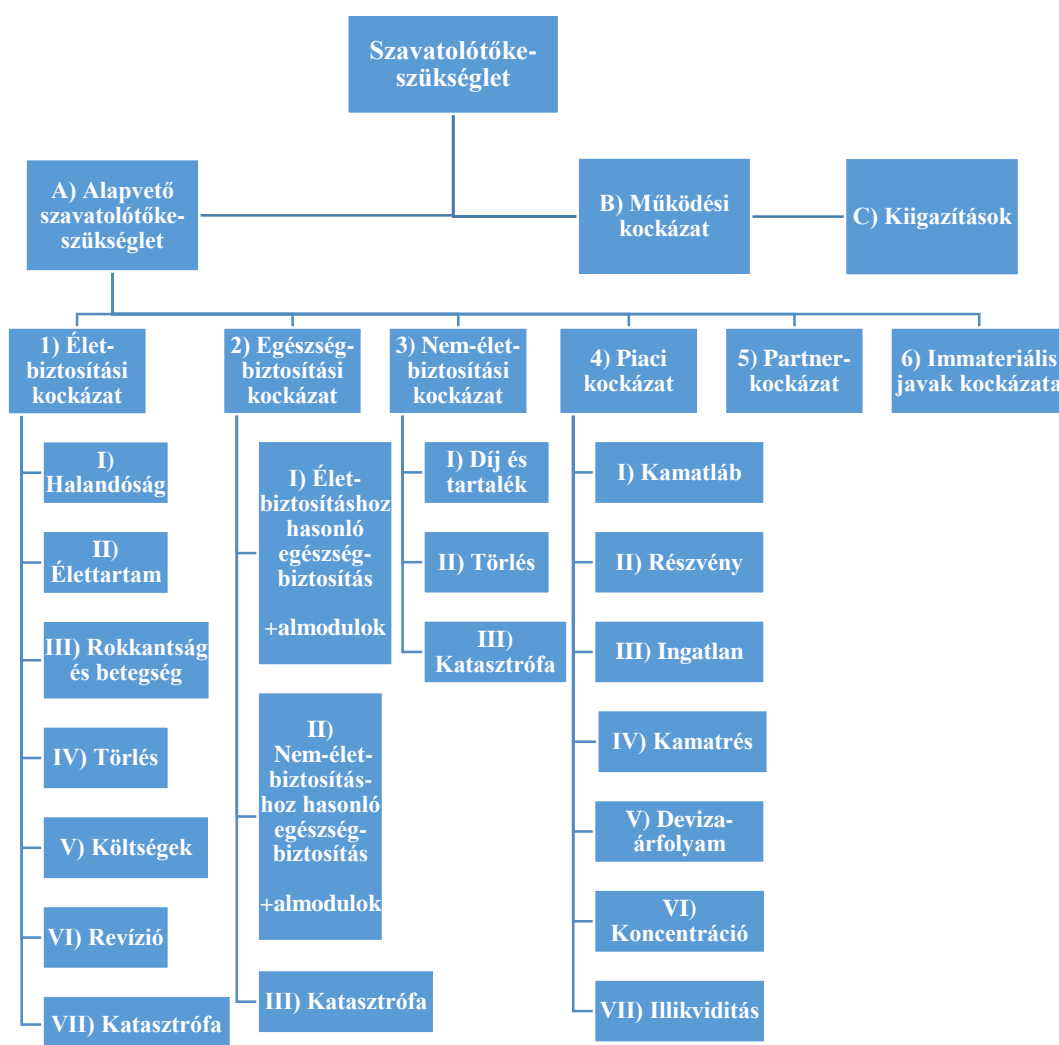 Szavatolótőke-
szükséglet
A) Alapvető
szavatolótőke-
szükséglet
B) Működési
kockázat
C) Kiigazítások
1) Élet-
biztosítási
kockázat
2) Egészség-
biztosítási
kockázat
3) Nem-élet-
biztosítási
kockázat
4) Piaci
kockázat
5) Partner-
kockázat
6) Immateriális
javak kockázata
I)
Halandóság
II)
Élettartam
III) Rokkantság
és betegség
IV) Törlés
V) Költségek
VI) Revízió
VII) Katasztrófa
I) Élet-
biztosításhoz
hasonló
egészség-
biztosítás
+almodulok
II)
Nem-élet-
biztosítás-
hoz hasonló
egészség-
biztosítás
+almodulok
III) Katasztrófa
I) Díj és
tartalék
II) Törlés
III)
Katasztrófa
I) Kamatláb
II) Részvény
III) Ingatlan
IV) Kamatrés
V) Deviza-
árfolyam
VI)
Koncentráció
VII) Illikviditás